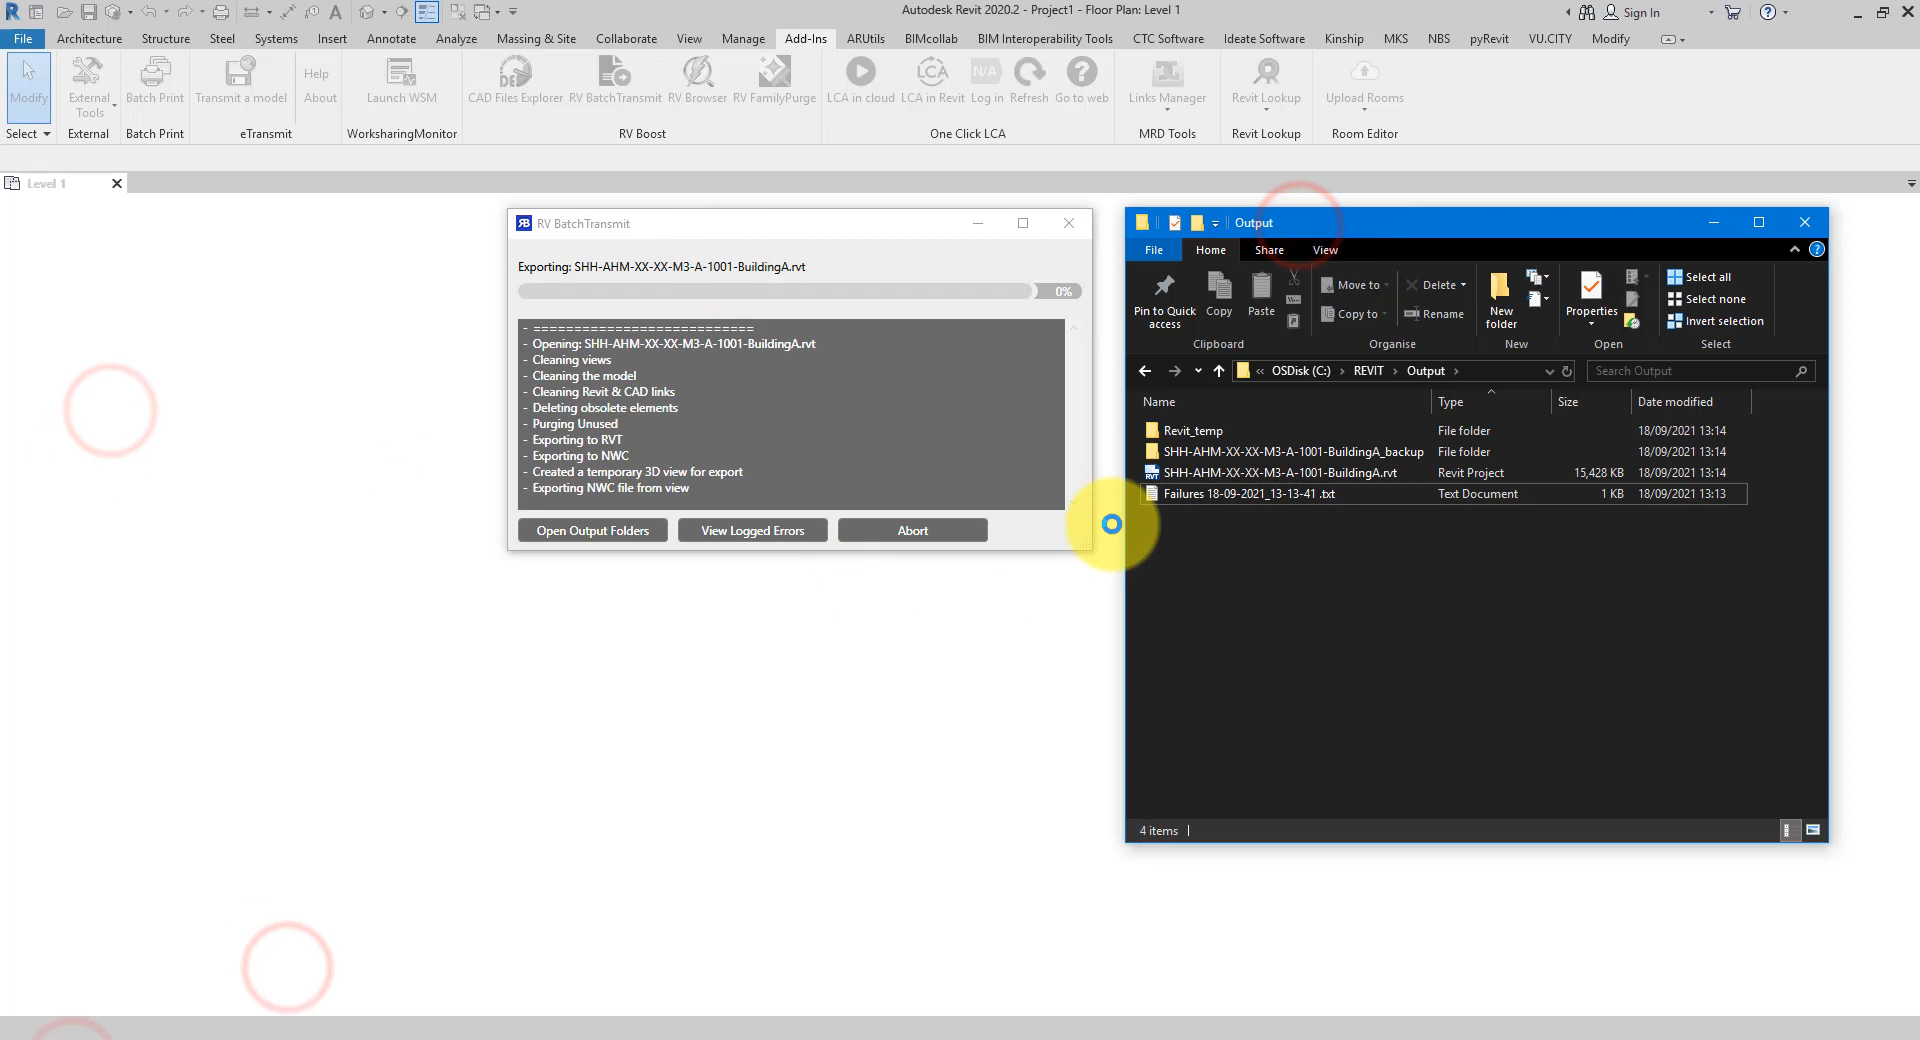 Autodesk Revit 2020.2 - Project1 - Floor Plan: Level 1
Sign In
File Architecture Structure Steel Systems Insert Annotate Analyze Massing & Site Collaborate View Manage Add-Ins ARUtils BIMcollab BIM Interoperability Tools CTC Software Ideate Software Kinship MKS NBS pyRevit VU.CITY Modify
Modify
External Tools
Batch Print
Transmit a model
Help
About
Launch WSM
CAD Files Explorer
RV BatchTransmit
RV Browser
RV FamilyPurge
LCA in cloud
LCA in Revit
N/A
Log in
Refresh
Go to web
Links Manager
Revit Lookup
Upload Rooms
Select External Batch Print eTransmit WorksharingMonitor RV Boost One Click LCA MRD Tools Revit Lookup Room Editor
Level 1
RV BatchTransmit
Exporting: SHH-AHM-XX-XX-M3-A-1001-BuildingA.rvt
0%
- ===========================
- Opening: SHH-AHM-XX-XX-M3-A-1001-BuildingA.rvt
- Cleaning views
- Cleaning the model
- Cleaning Revit & CAD links
- Deleting obsolete elements
- Purging Unused
- Exporting to RVT
- Exporting to NWC
- Created a temporary 3D view for export
- Exporting NWC file from view
Open Output Folders View Logged Errors Abort
Output
File Home Share View
Pin to Quick access
Copy
Paste
Move to
Copy to
Delete
Rename
New folder
Properties
Select all
Select none
Invert selection
Clipboard Organise New Open Select
« OSDisk (C:) › REVIT › Output ›
Search Output
Name Type Size Date modified
Revit_temp File folder 18/09/2021 13:14
SHH-AHM-XX-XX-M3-A-1001-BuildingA_backup File folder 18/09/2021 13:14
SHH-AHM-XX-XX-M3-A-1001-BuildingA.rvt Revit Project 15,428 KB 18/09/2021 13:14
Failures 18-09-2021_13-13-41 .txt Text Document 1 KB 18/09/2021 13:13
4 items